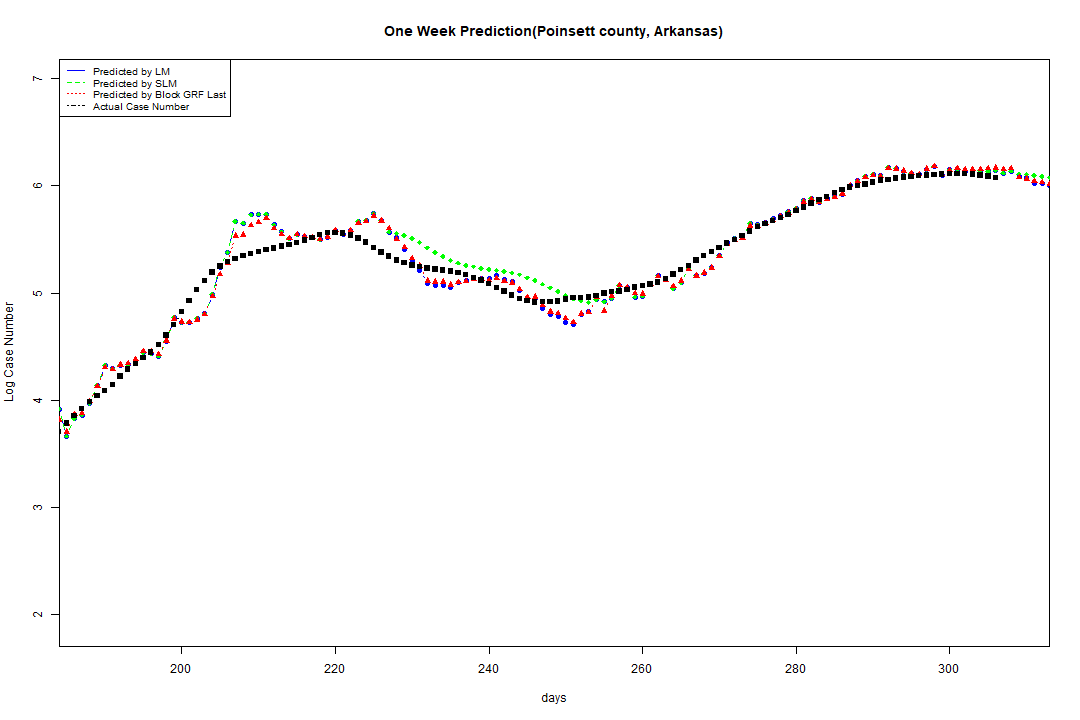 One Week Prediction(Poinsett county, Arkansas)
Predicted by LM
Predicted by SLM
Predicted by Block GRF Last
Actual Case Number
7
6
5
4
3
2
Log Case Number
200 220 240 260 280 300
days